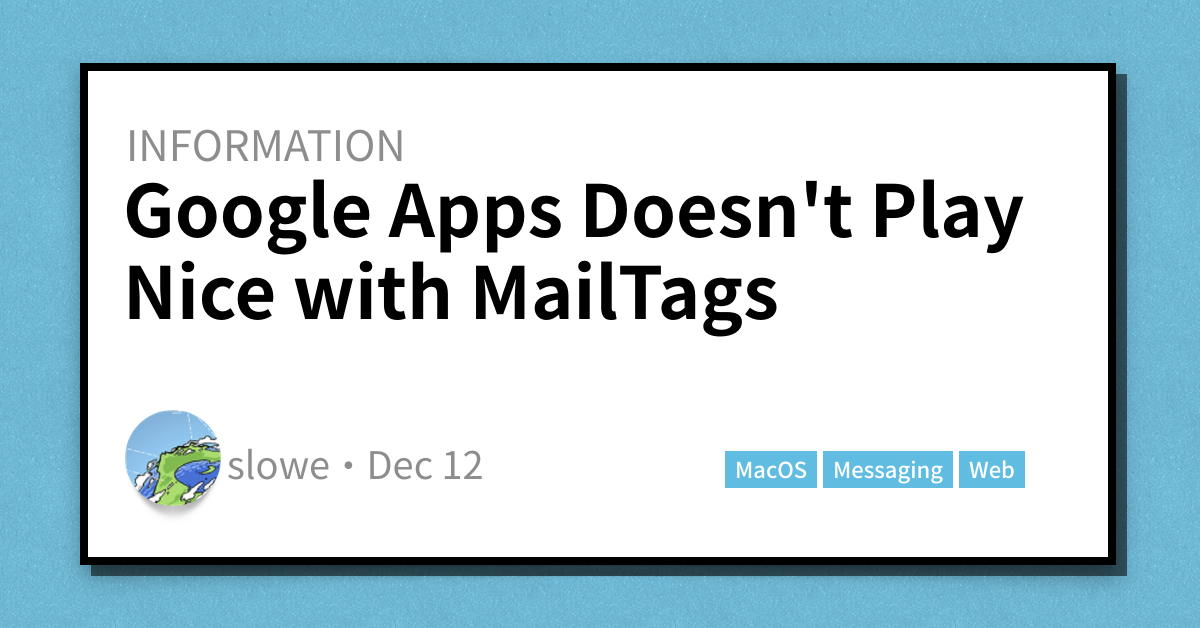 INFORMATION
Google Apps Doesn't Play
Nice with MailTags
slowe • Dec 12
MacOS Messaging Web